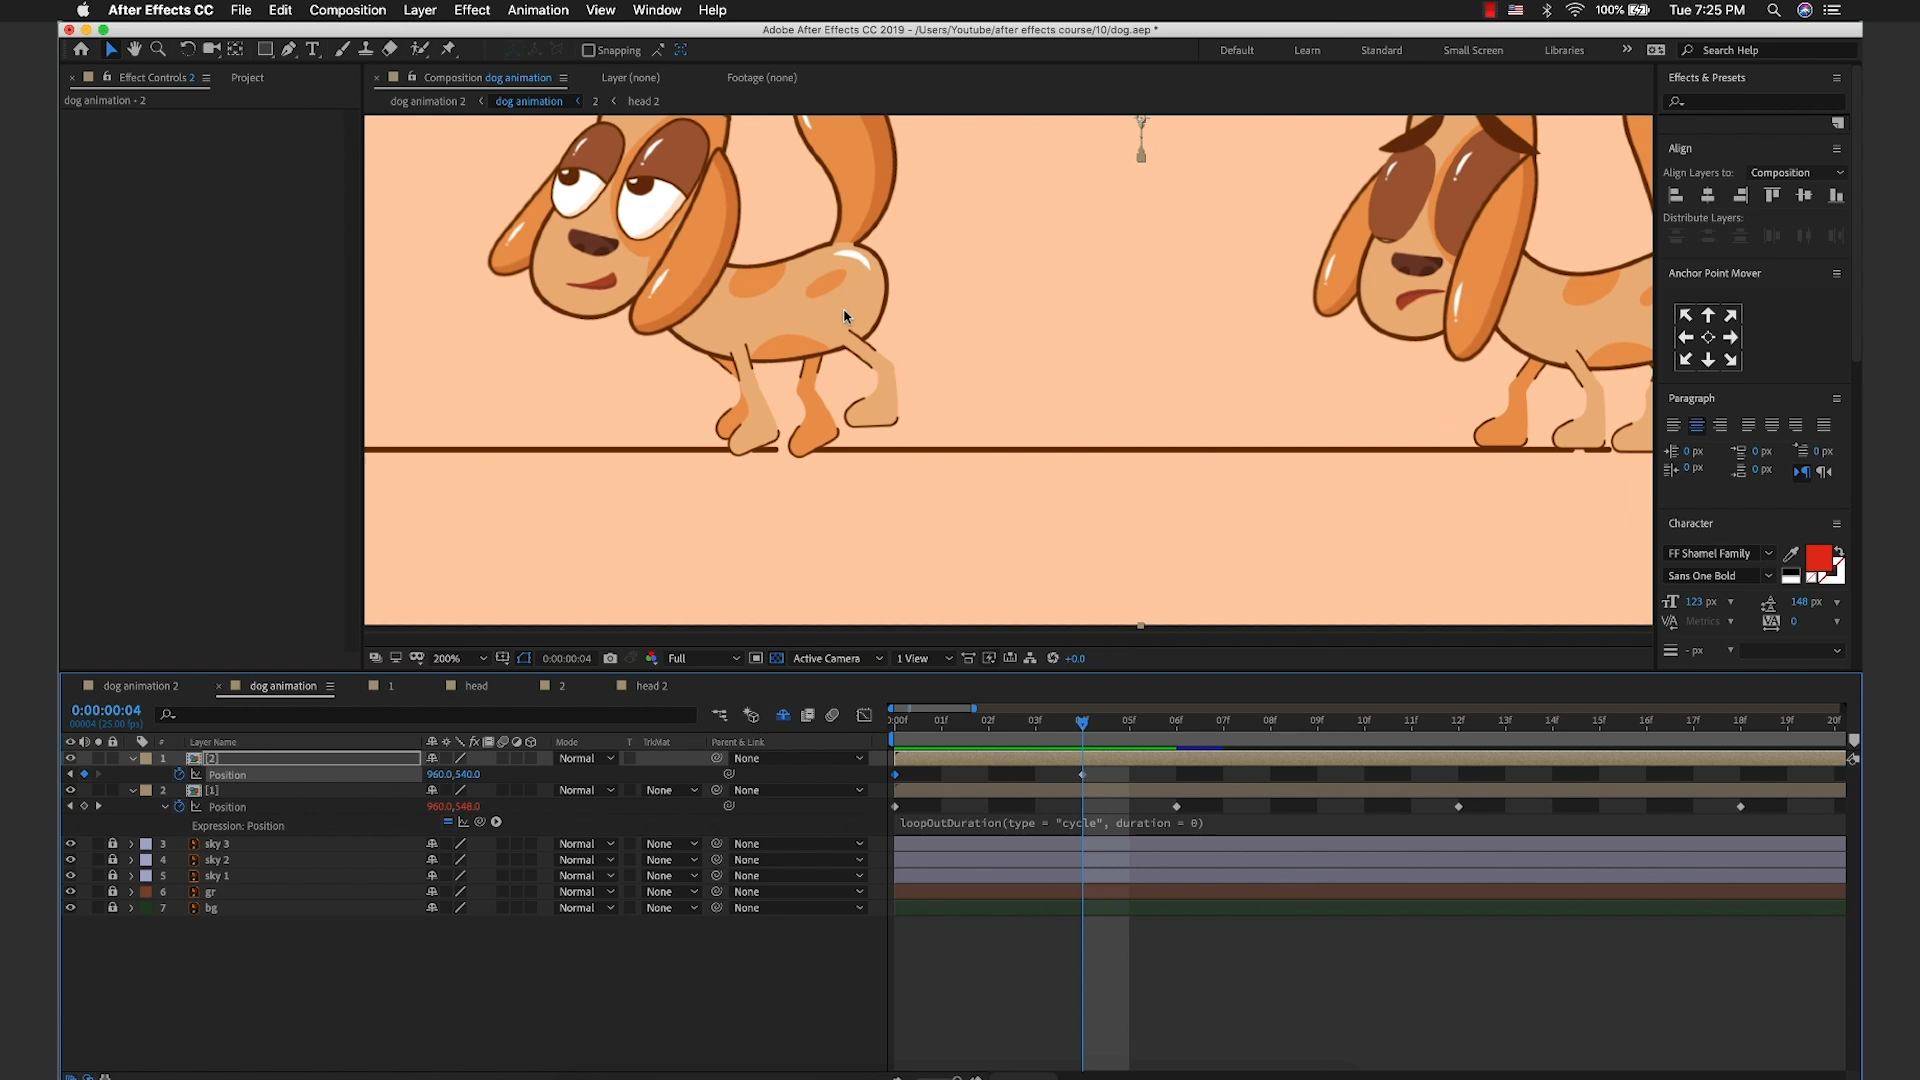 After Effects CC File Edit Composition Layer Effect Animation View Window Help 100% Tue 7:25 PM
Adobe After Effects CC 2019 - /Users/Youtube/after effects course/10/dog.aep *
Snapping Default Learn Standard Small Screen Libraries Search Help
Effect Controls 2 Project Composition dog animation Layer (none) Footage (none) Effects & Presets
dog animation • 2 dog animation 2 dog animation 2 head 2
Align
Align Layers to: Composition
Distribute Layers:
Anchor Point Mover
Paragraph
0 px 0 px 0 px
0 px 0 px
Character
FF Shamel Family
Sans One Bold
123 px 148 px
Metrics 0
- px
200% 0:00:00:04 Full Active Camera 1 View +0.0
dog animation 2 dog animation 1 head 2 head 2
0:00:00:04
00004 (25.00 fps)
0:00f 01f 02f 03f 04f 05f 06f 07f 08f 09f 10f 11f 12f 13f 14f 15f 16f 17f 18f 19f 20f
# Layer Name Mode T TrkMat Parent & Link
1 [2] Normal None
Position 960.0,540.0
2 [1] Normal None None
Position 960.0,548.0
Expression: Position loopOutDuration(type = "cycle", duration = 0)
3 sky 3 Normal None None
4 sky 2 Normal None None
5 sky 1 Normal None None
6 gr Normal None None
7 bg Normal None None